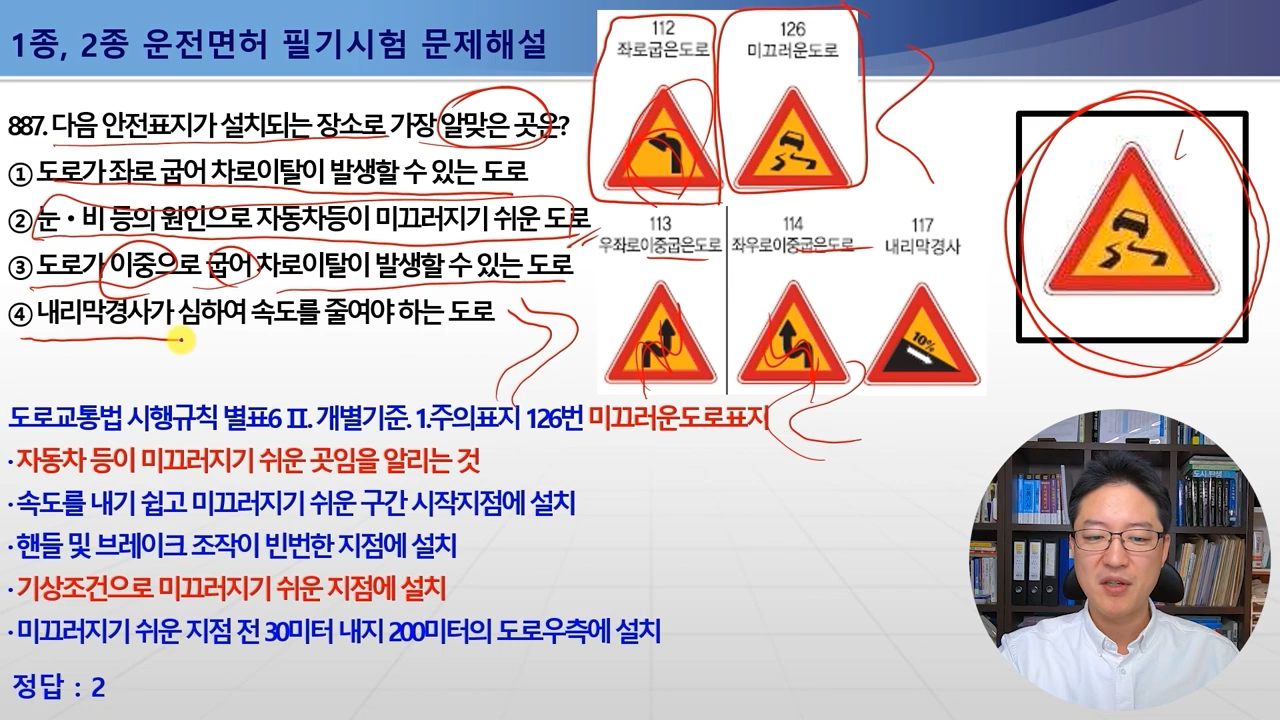 1종, 2종 운전면허 필기시험 문제해설
887. 다음 안전표지가 설치되는 장소로 가장 알맞은 곳은?
① 도로가 좌로 굽어 차로이탈이 발생할 수 있는 도로
② 눈·비 등의 원인으로 자동차등이 미끄러지기 쉬운 도로
③ 도로가 이중으로 굽어 차로이탈이 발생할 수 있는 도로
④ 내리막경사가 심하여 속도를 줄여야 하는 도로
112
좌로굽은도로
126
미끄러운도로
113
우좌로이중굽은도로
114
좌우로이중굽은도로
117
내리막경사
10%
도로교통법 시행규칙 별표6 Ⅱ. 개별기준. 1.주의표지 126번 미끄러운도로표지
·자동차 등이 미끄러지기 쉬운 곳임을 알리는 것
·속도를 내기 쉽고 미끄러지기 쉬운 구간 시작지점에 설치
·핸들 및 브레이크 조작이 빈번한 지점에 설치
·기상조건으로 미끄러지기 쉬운 지점에 설치
·미끄러지기 쉬운 지점 전 30미터 내지 200미터의 도로우측에 설치
정답 : 2